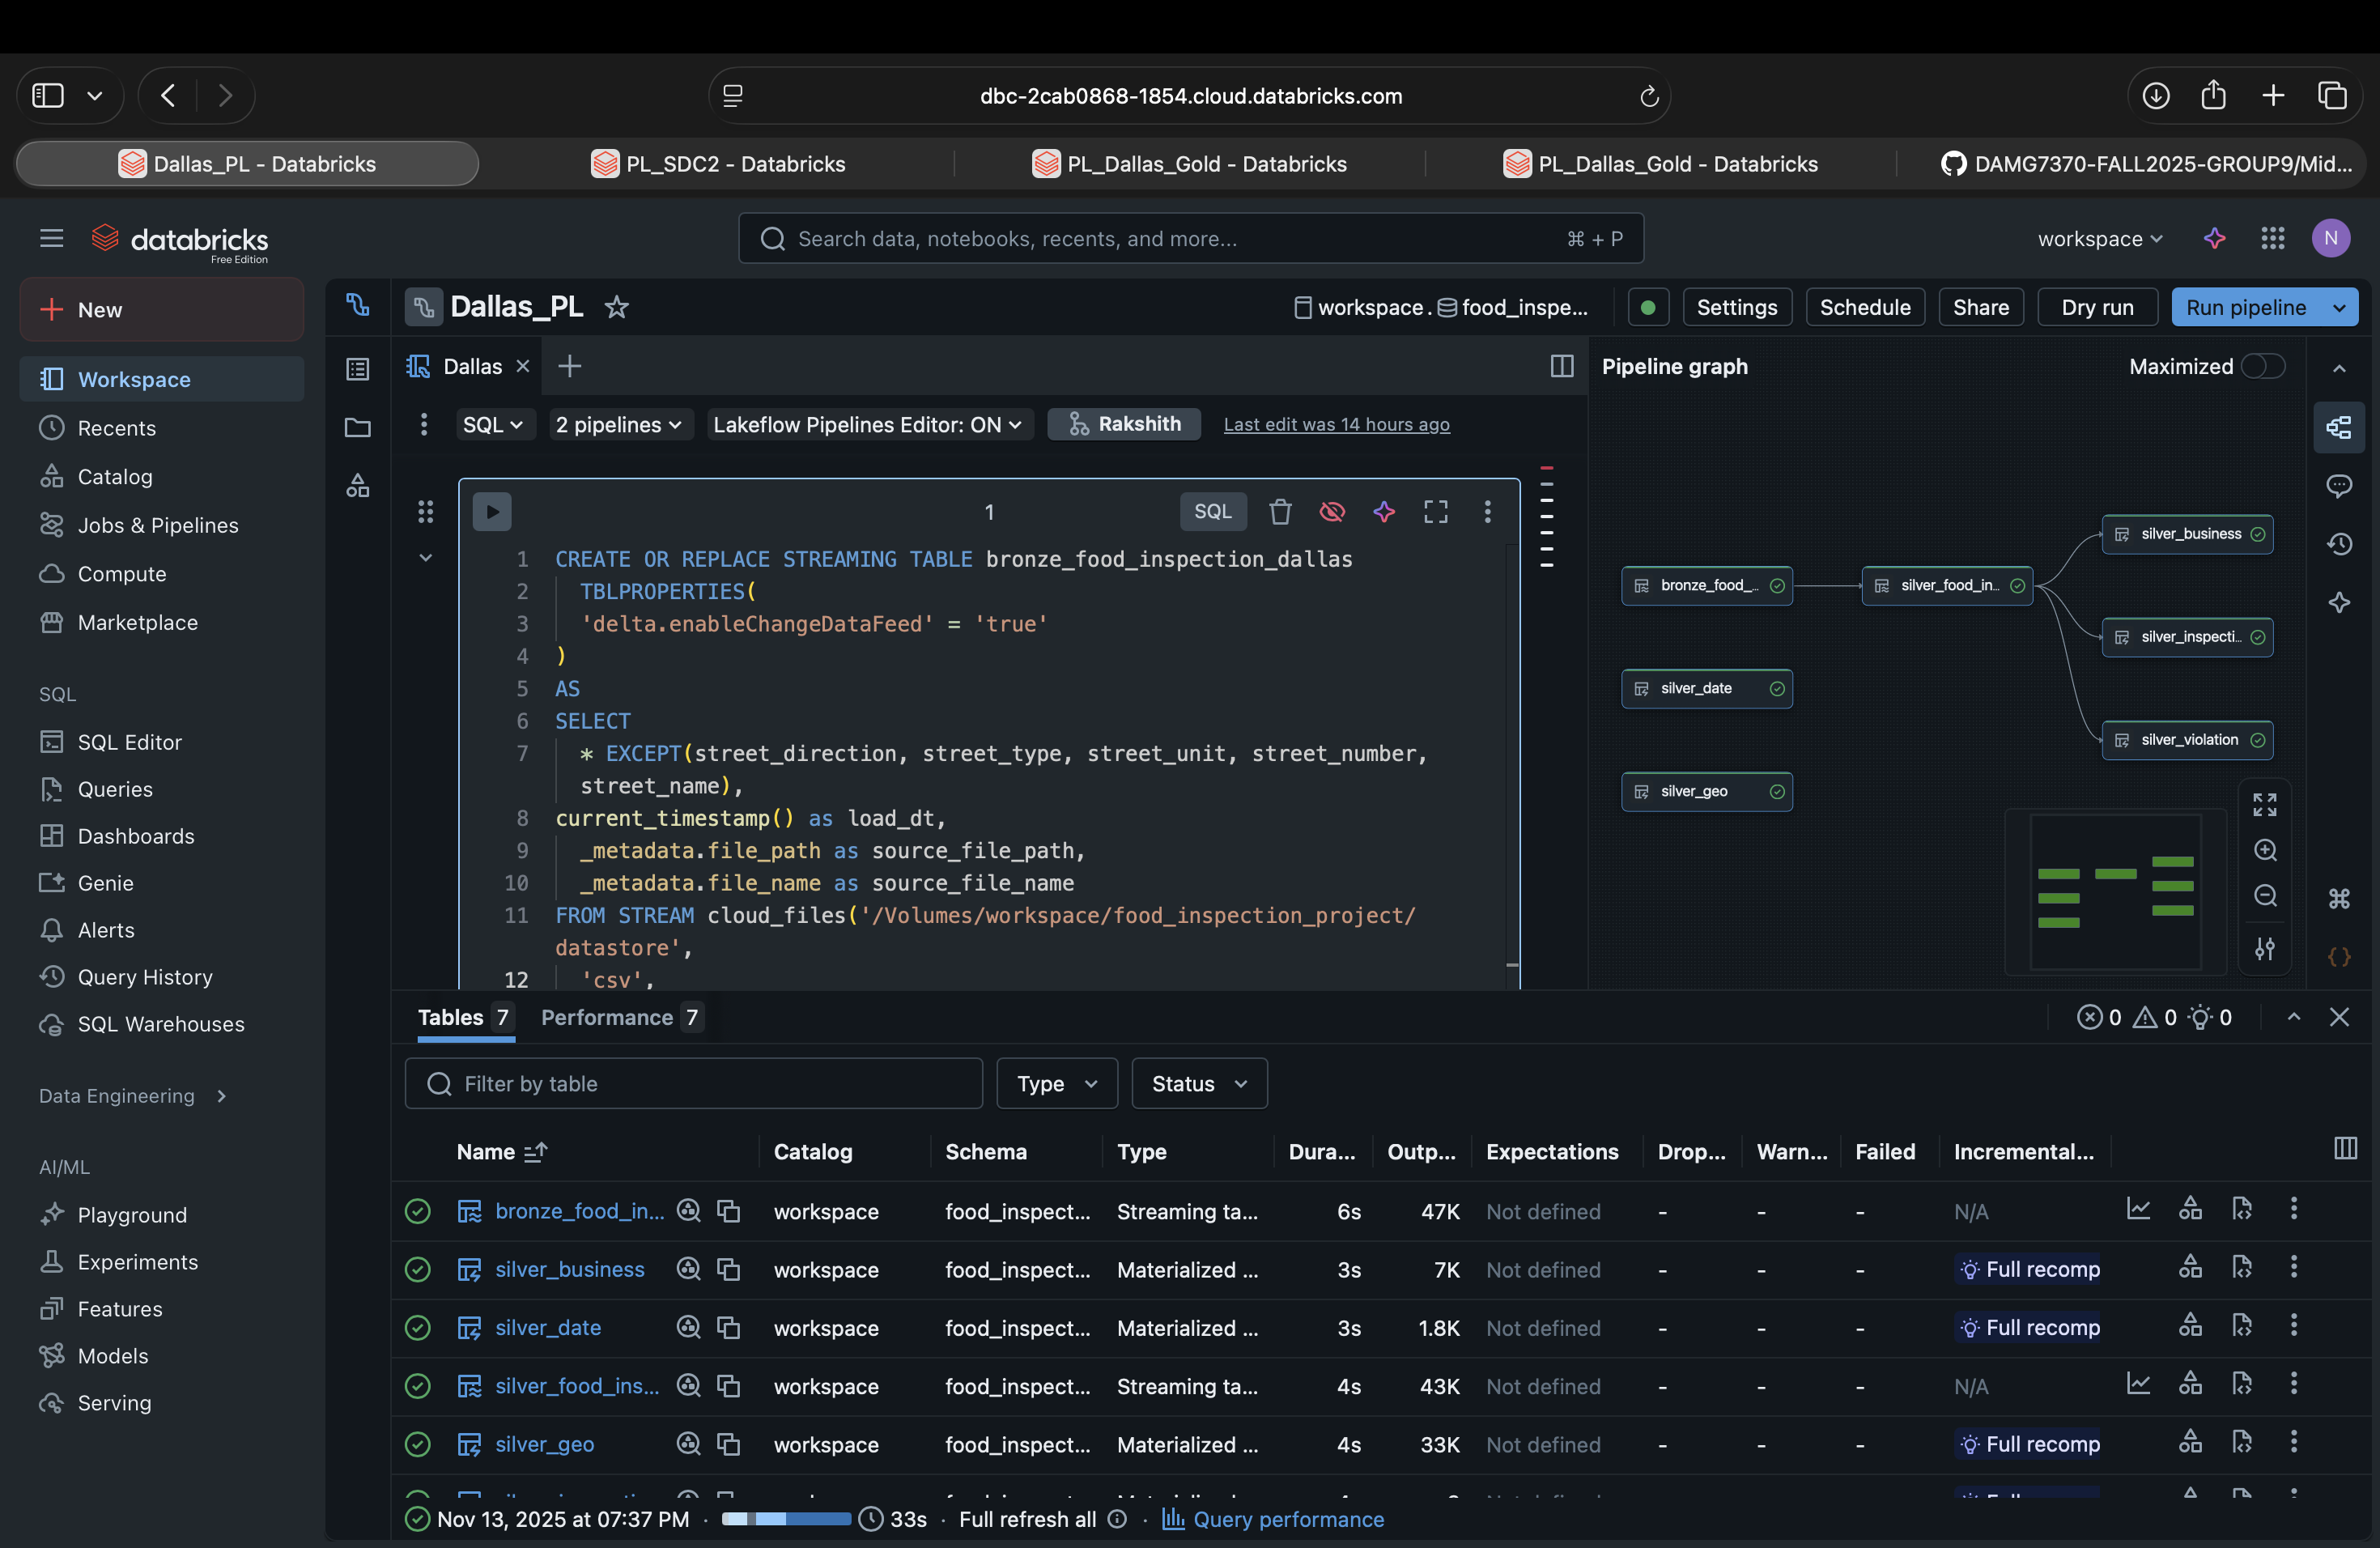 dbc-2cab0868-1854.cloud.databricks.com
Dallas_PL - Databricks
PL_SDC2 - Databricks
PL_Dallas_Gold - Databricks
PL_Dallas_Gold - Databricks
DAMG7370-FALL2025-GROUP9/Mid...
databricks
Free Edition
Search data, notebooks, recents, and more...
⌘ + P
workspace
N
New
Workspace
Recents
Catalog
Jobs & Pipelines
Compute
Marketplace
SQL
SQL Editor
Queries
Dashboards
Genie
Alerts
Query History
SQL Warehouses
Data Engineering
AI/ML
Playground
Experiments
Features
Models
Serving
Dallas_PL
workspace. food_inspe...
Settings
Schedule
Share
Dry run
Run pipeline
Dallas
SQL
2 pipelines
Lakeflow Pipelines Editor: ON
Rakshith
Last edit was 14 hours ago
1
SQL
1 CREATE OR REPLACE STREAMING TABLE bronze_food_inspection_dallas
2 TBLPROPERTIES(
3 'delta.enableChangeDataFeed' = 'true'
4 )
5 AS
6 SELECT
7 * EXCEPT(street_direction, street_type, street_unit, street_number,
street_name),
8 current_timestamp() as load_dt,
9 _metadata.file_path as source_file_path,
10 _metadata.file_name as source_file_name
11 FROM STREAM cloud_files('/Volumes/workspace/food_inspection_project/
datastore',
12 'csv',
Pipeline graph
Maximized
bronze_food_...
silver_food_in...
silver_business
silver_inspecti...
silver_violation
silver_date
silver_geo
Tables 7
Performance 7
0 0 0
Filter by table
Type
Status
Name Catalog Schema Type Dura... Outp... Expectations Drop... Warn... Failed Incremental...
bronze_food_in... workspace food_inspect... Streaming ta... 6s 47K Not defined - - - N/A
silver_business workspace food_inspect... Materialized ... 3s 7K Not defined - - - Full recomp
silver_date workspace food_inspect... Materialized ... 3s 1.8K Not defined - - - Full recomp
silver_food_ins... workspace food_inspect... Streaming ta... 4s 43K Not defined - - - N/A
silver_geo workspace food_inspect... Materialized ... 4s 33K Not defined - - - Full recomp
Nov 13, 2025 at 07:37 PM · 33s · Full refresh all · Query performance